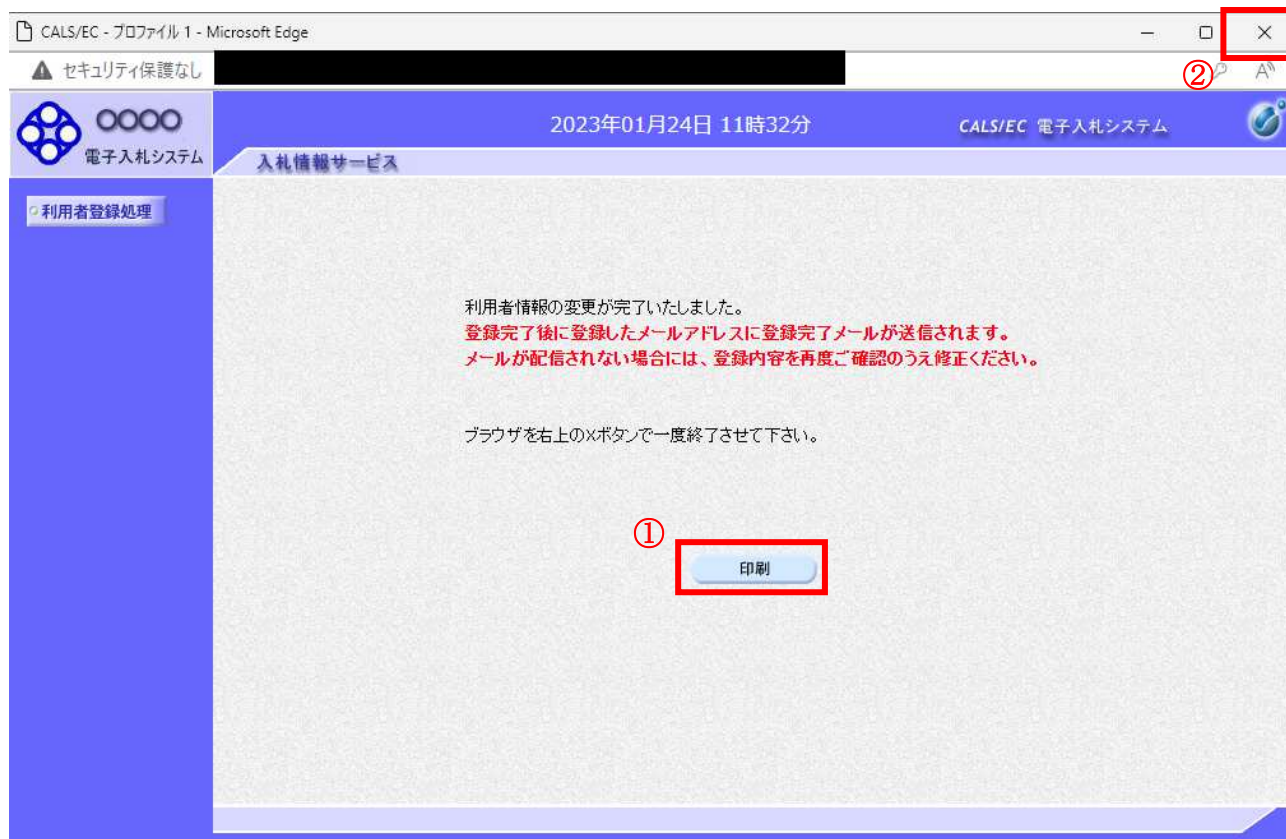 CALS/EC - プロファイル 1 - Microsoft Edge
セキュリティ保護なし
②
OOOO
電子入札システム
2023年01月24日 11時32分
CALS/EC 電子入札システム
入札情報サービス
利用者登録処理
利用者情報の変更が完了いたしました。
登録完了後に登録したメールアドレスに登録完了メールが送信されます。
メールが配信されない場合には、登録内容を再度ご確認のうえ修正ください。
ブラウザを右上の×ボタンで一度終了させて下さい。
①
印刷